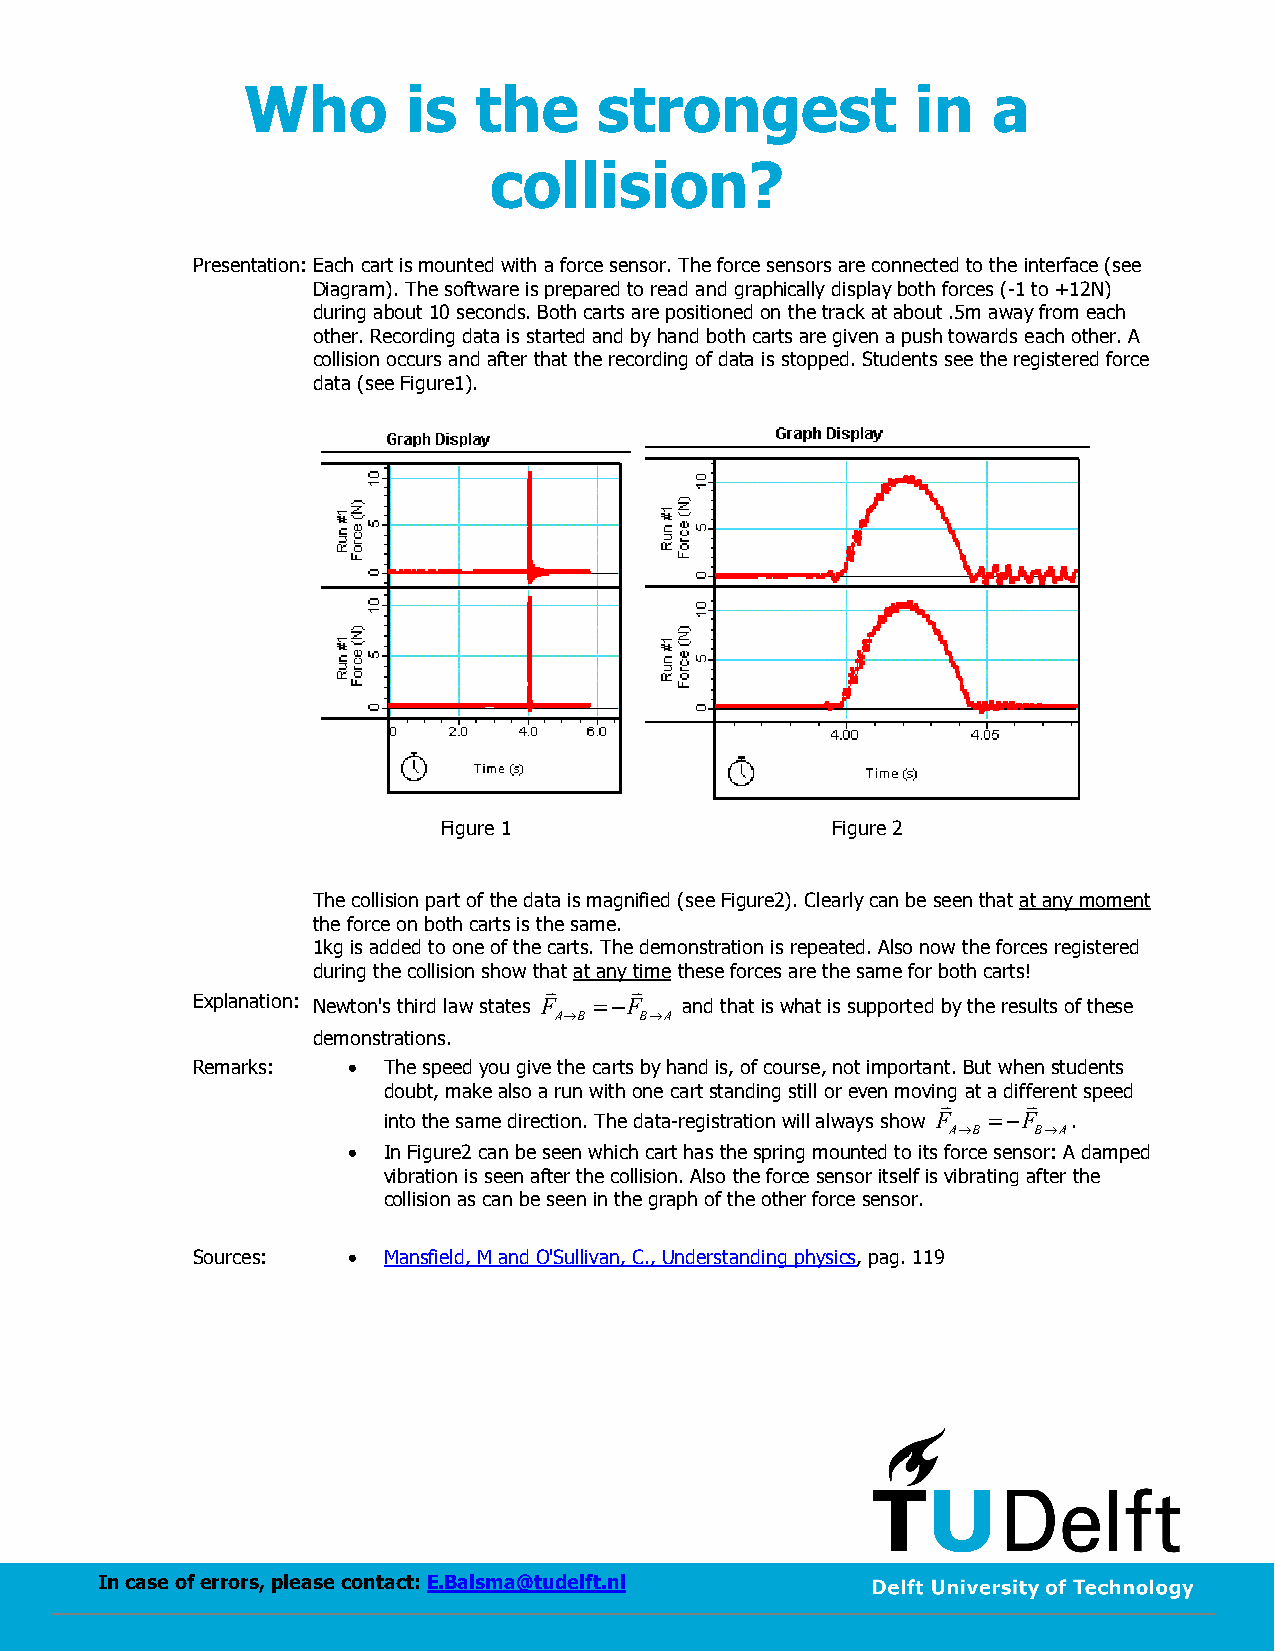 Who is the strongest in a
collision?
Presentation: Each cart is mounted with a force sensor. The force sensors are connected to the interface (see
Diagram). The software is prepared to read and graphically display both forces (-1 to +12N)
during about 10 seconds. Both carts are positioned on the track at about .5m away from each
other. Recording data is started and by hand both carts are given a push towards each other. A
collision occurs and after that the recording of data is stopped. Students see the registered force
data (see Figure1).
Graph Display
Run #1
Force (N)
10
5
0
Run #1
Force (N)
10
5
0
0 2.0 4.0 6.0
Time (s)
Graph Display
Run #1
Force (N)
10
5
0
Run #1
Force (N)
10
5
0
4.00 4.05
Time (s)
Figure 1 Figure 2
The collision part of the data is magnified (see Figure2). Clearly can be seen that at any moment
the force on both carts is the same.
1kg is added to one of the carts. The demonstration is repeated. Also now the forces registered
during the collision show that at any time these forces are the same for both carts!
Explanation: Newton's third law states F⃗ A→B = −F⃗ B→A and that is what is supported by the results of these
demonstrations.
Remarks: • The speed you give the carts by hand is, of course, not important. But when students
doubt, make also a run with one cart standing still or even moving at a different speed
into the same direction. The data-registration will always show F⃗ A→B = −F⃗ B→A .
• In Figure2 can be seen which cart has the spring mounted to its force sensor: A damped
vibration is seen after the collision. Also the force sensor itself is vibrating after the
collision as can be seen in the graph of the other force sensor.
Sources: • Mansfield, M and O'Sullivan, C., Understanding physics, pag. 119
TUDelft
In case of errors, please contact: E.Balsma@tudelft.nl
Delft University of Technology